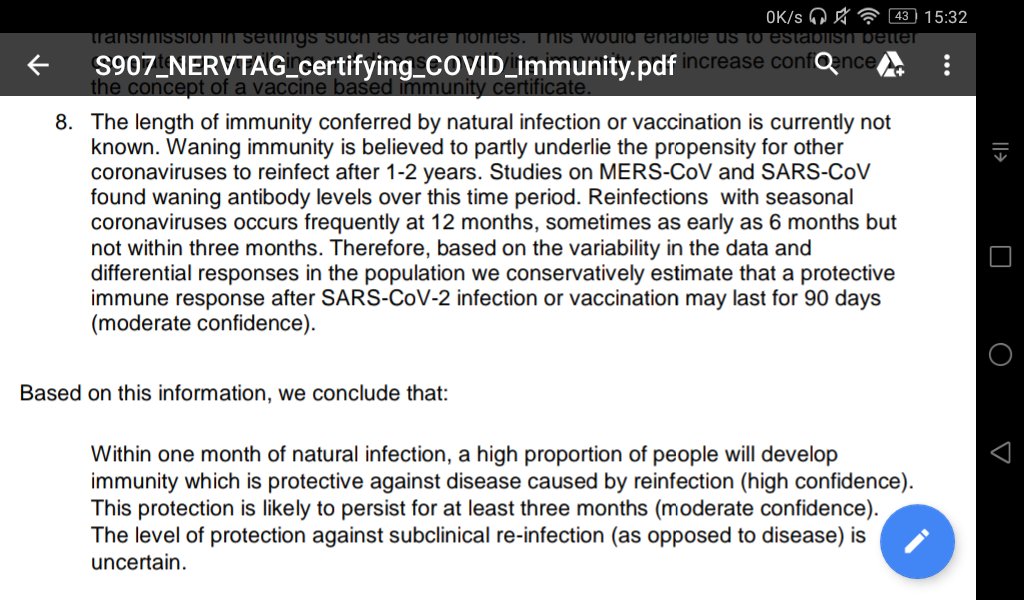 0K/s 43 15:32
transmission in settings such as care homes. This would enable us to establish better
S907_NERVTAG_certifying_COVID_immunity.pdf
increase confidence
the concept of a vaccine based immunity certificate.
8. The length of immunity conferred by natural infection or vaccination is currently not
known. Waning immunity is believed to partly underlie the propensity for other
coronaviruses to reinfect after 1-2 years. Studies on MERS-CoV and SARS-CoV
found waning antibody levels over this time period. Reinfections with seasonal
coronaviruses occurs frequently at 12 months, sometimes as early as 6 months but
not within three months. Therefore, based on the variability in the data and
differential responses in the population we conservatively estimate that a protective
immune response after SARS-CoV-2 infection or vaccination may last for 90 days
(moderate confidence).
Based on this information, we conclude that:
Within one month of natural infection, a high proportion of people will develop
immunity which is protective against disease caused by reinfection (high confidence).
This protection is likely to persist for at least three months (moderate confidence).
The level of protection against subclinical re-infection (as opposed to disease) is
uncertain.